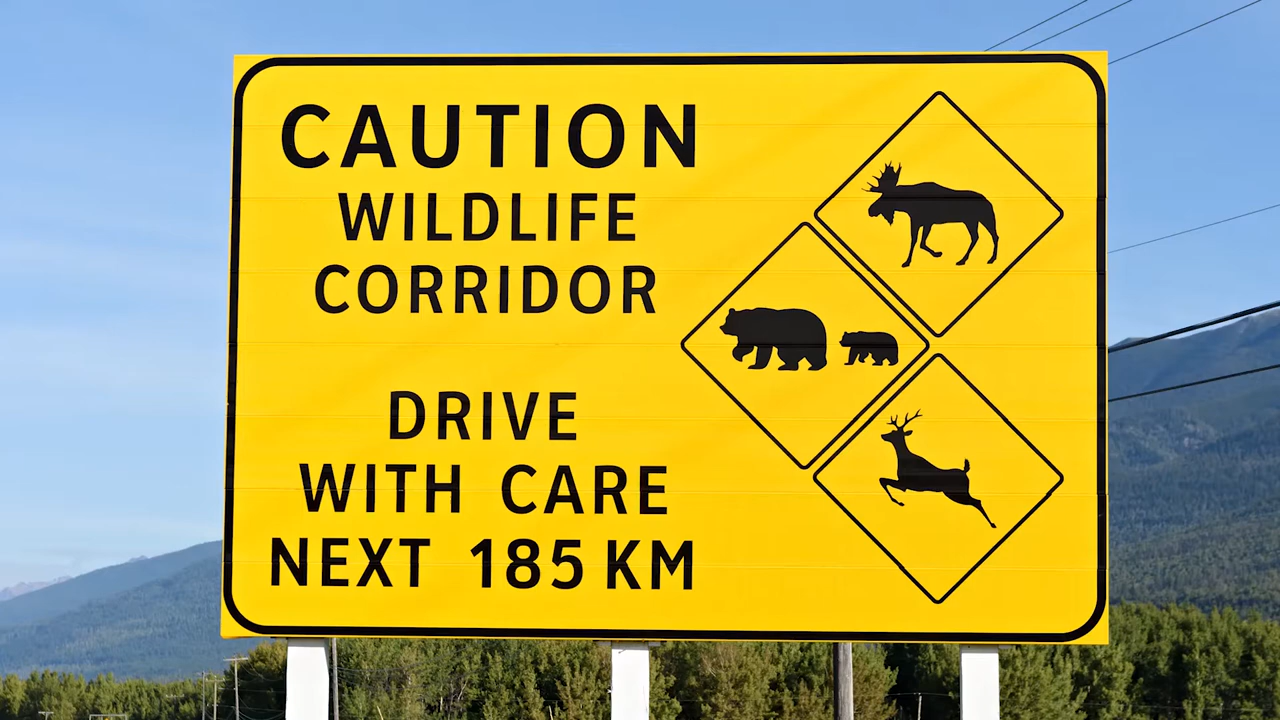 CAUTION
WILDLIFE
CORRIDOR
DRIVE
WITH CARE
NEXT 185 KM